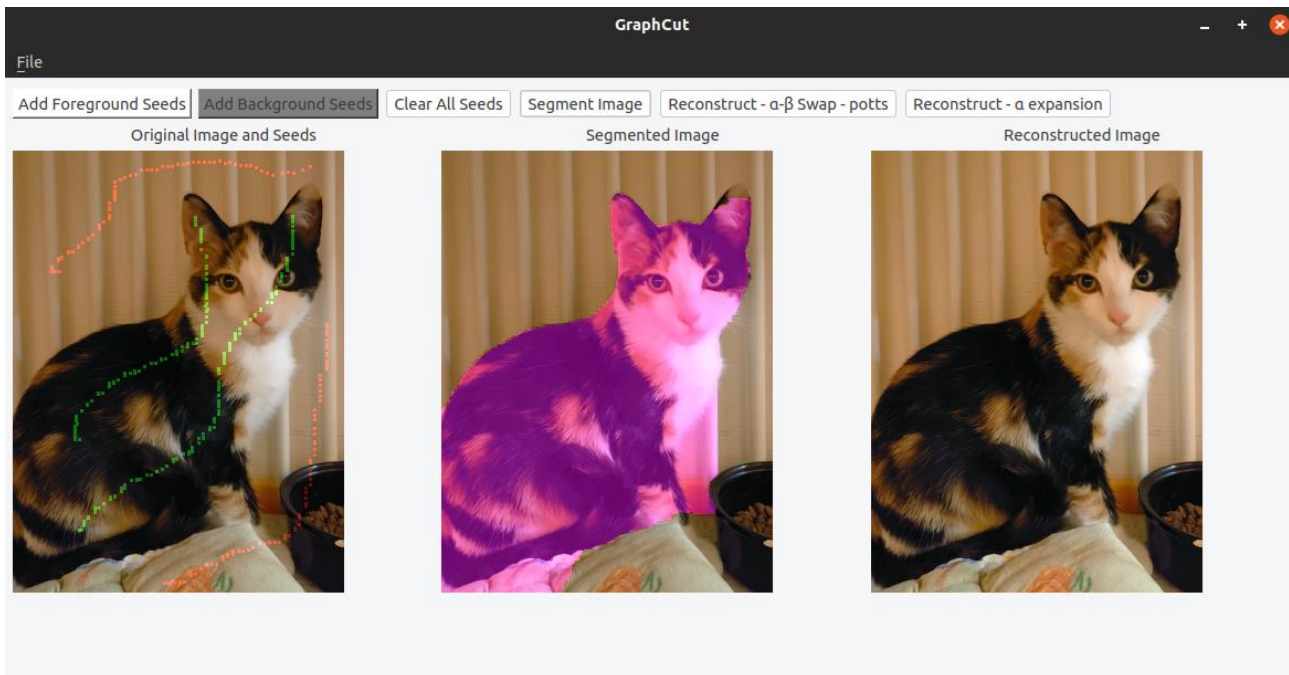 GraphCut
File
Add Foreground Seeds Add Background Seeds Clear All Seeds Segment Image Reconstruct - α-β Swap - potts Reconstruct - α expansion
Original Image and Seeds Segmented Image Reconstructed Image